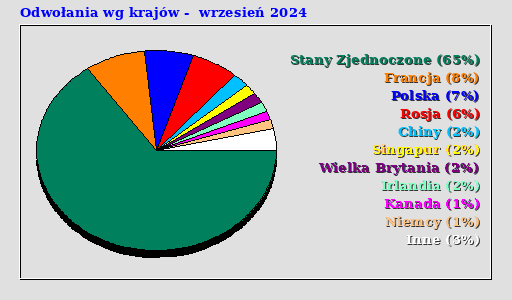 Odwołania wg krajów - wrzesień 2024
Stany Zjednoczone (65%)
Francja (8%)
Polska (7%)
Rosja (6%)
Chiny (2%)
Singapur (2%)
Wielka Brytania (2%)
Irlandia (2%)
Kanada (1%)
Niemcy (1%)
Inne (3%)